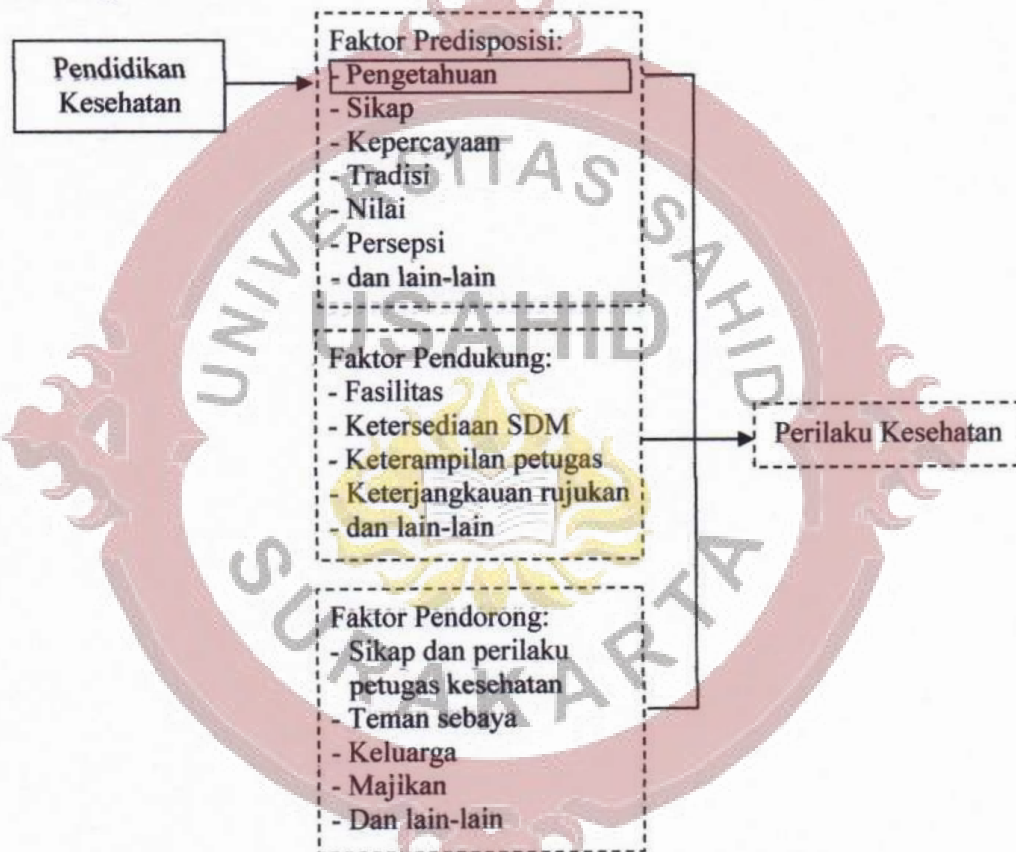 Pendidikan
Kesehatan
Faktor Predisposisi:
- Pengetahuan
- Sikap
- Kepercayaan
- Tradisi
- Nilai
- Persepsi
- dan lain-lain
Faktor Pendukung:
- Fasilitas
- Ketersediaan SDM
- Keterampilan petugas
- Keterjangkauan rujukan
- dan lain-lain
Faktor Pendorong:
- Sikap dan perilaku
petugas kesehatan
- Teman sebaya
- Keluarga
- Majikan
- Dan lain-lain
Perilaku Kesehatan
UNIVERSITAS SAHID
USAHID
SURAKARTA